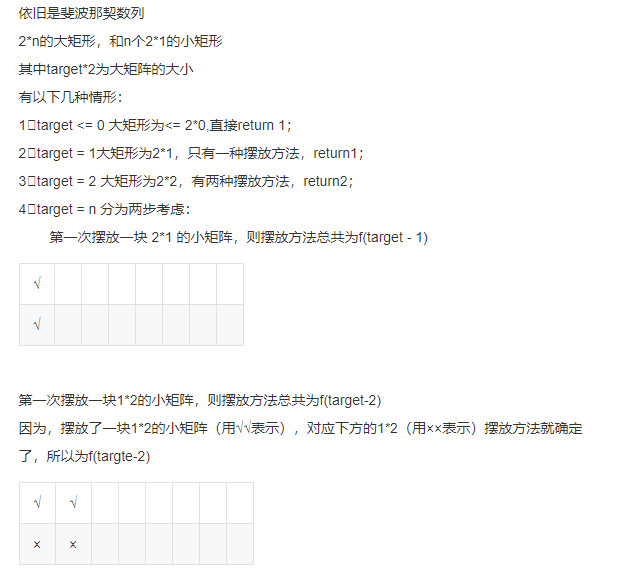 依旧是斐波那契数列
2*n的大矩形，和n个2*1的小矩形
其中target*2为大矩阵的大小
有以下几种情形：
1□target <= 0 大矩形为<= 2*0,直接return 1；
2□target = 1大矩形为2*1，只有一种摆放方法，return1；
3□target = 2 大矩形为2*2，有两种摆放方法，return2；
4□target = n 分为两步考虑：
第一次摆放一块 2*1 的小矩阵，则摆放方法总共为f(target - 1)
√
√
第一次摆放一块1*2的小矩阵，则摆放方法总共为f(target-2)
因为，摆放了一块1*2的小矩阵（用√√表示），对应下方的1*2（用××表示）摆放方法就确定
了，所以为f(targte-2)
√ √
× ×